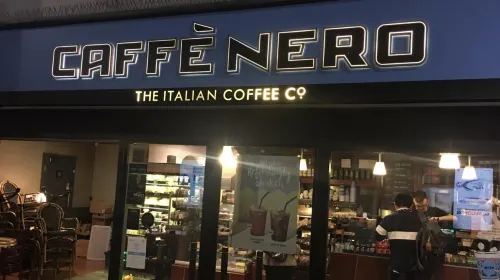 CAFFÈ NERO
THE ITALIAN COFFEE Cº